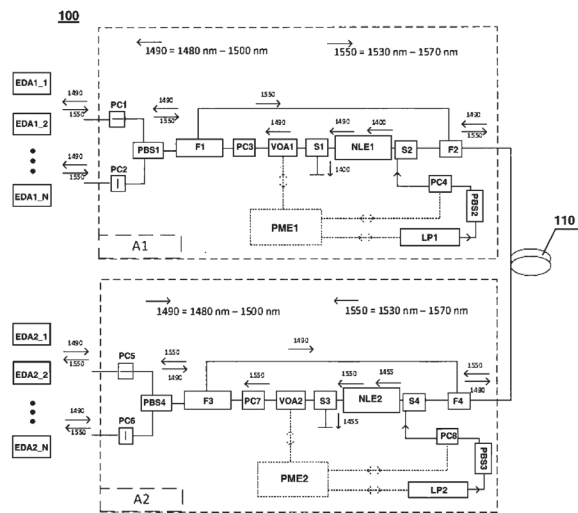 100
1490 = 1480 nm – 1500 nm
1550 = 1530 nm – 1570 nm
EDA1_1
EDA1_2
EDA1_N
1490
1550
1490
1550
PC1
PC2
PBS1
1490
1550
F1
PC3
1550
1490
VOA1
S1
1490
1400
NLE1
1400
S2
F2
1490
1550
PC4
PBS2
PME1
LP1
A1
110
1490 = 1480 nm – 1500 nm
1550 = 1530 nm – 1570 nm
EDA2_1
EDA2_2
EDA2_N
1490
1550
1490
1550
PC5
PC6
PBS4
1550
1490
F3
1490
1550
PC7
VOA2
S3
1550
1455
NLE2
1455
S4
F4
1550
1490
PC8
PBS3
PME2
LP2
A2